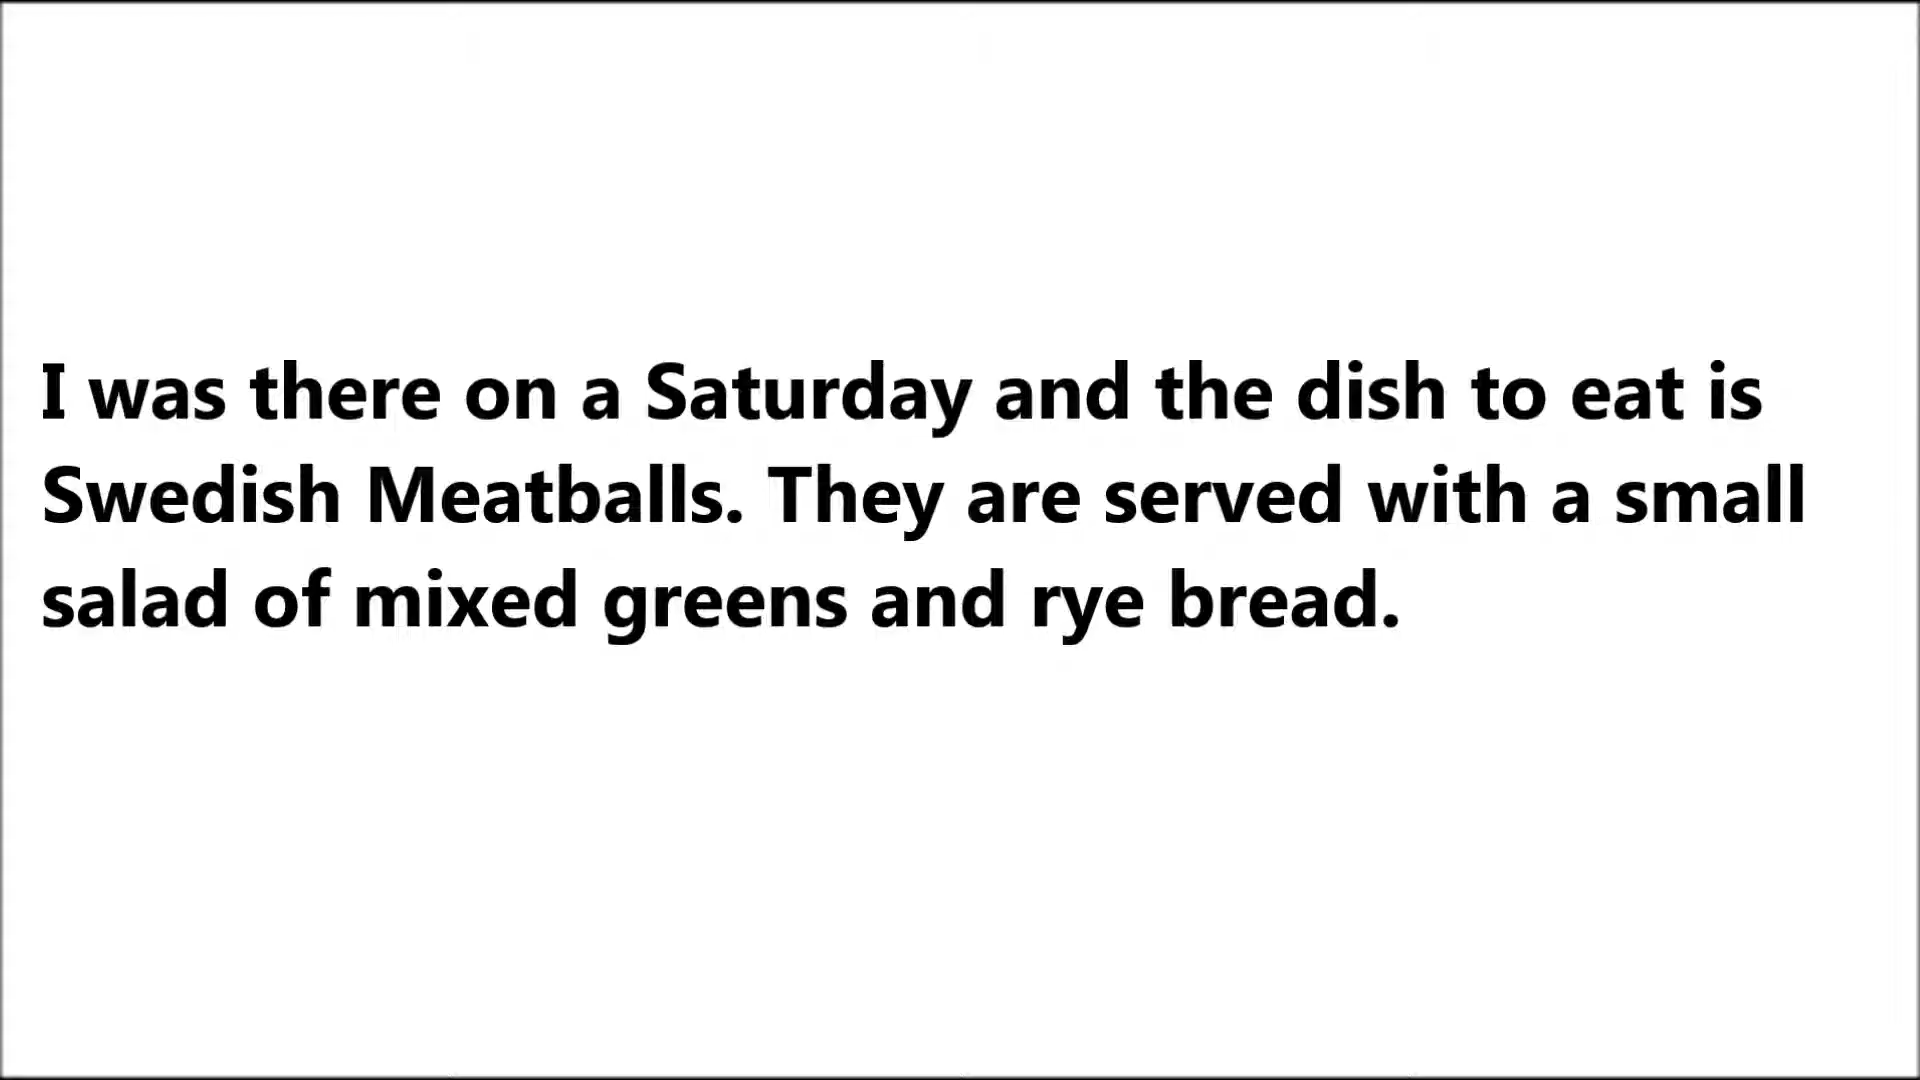 I was there on a Saturday and the dish to eat is
Swedish Meatballs. They are served with a small
salad of mixed greens and rye bread.